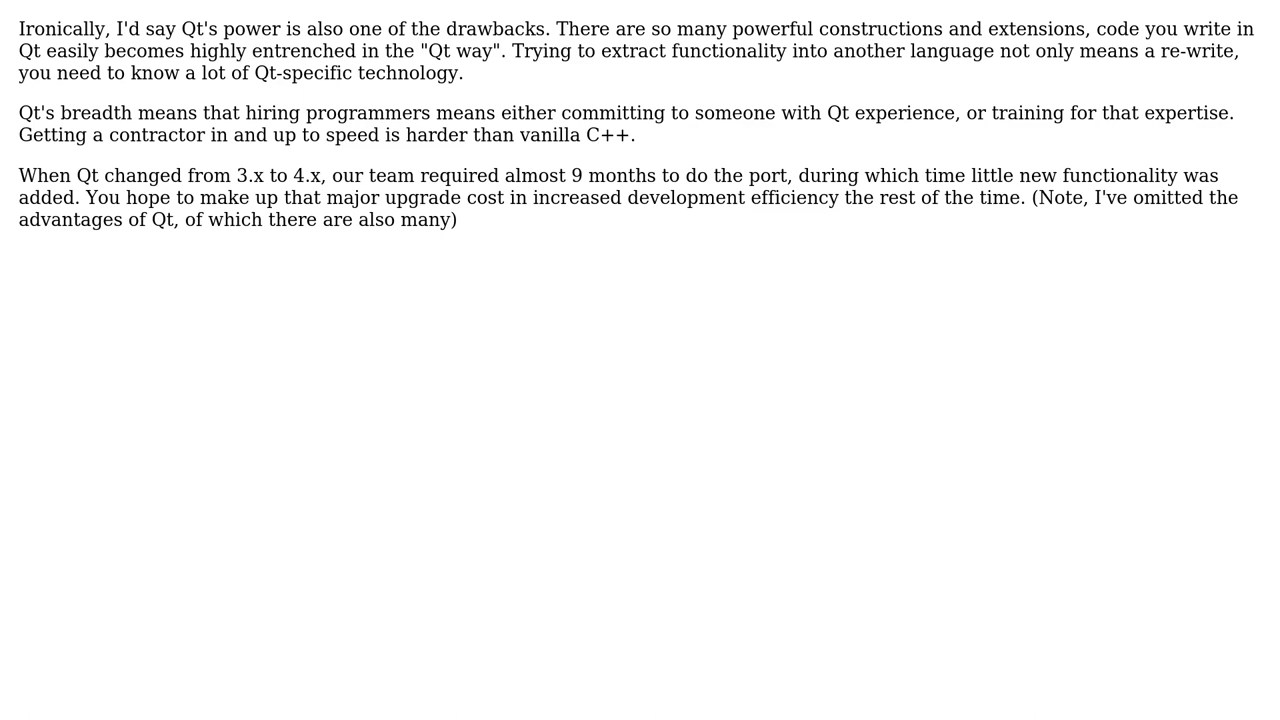 Ironically, I'd say Qt's power is also one of the drawbacks. There are so many powerful constructions and extensions, code you write in
Qt easily becomes highly entrenched in the "Qt way". Trying to extract functionality into another language not only means a re-write,
you need to know a lot of Qt-specific technology.
Qt's breadth means that hiring programmers means either committing to someone with Qt experience, or training for that expertise.
Getting a contractor in and up to speed is harder than vanilla C++.
When Qt changed from 3.x to 4.x, our team required almost 9 months to do the port, during which time little new functionality was
added. You hope to make up that major upgrade cost in increased development efficiency the rest of the time. (Note, I've omitted the
advantages of Qt, of which there are also many)